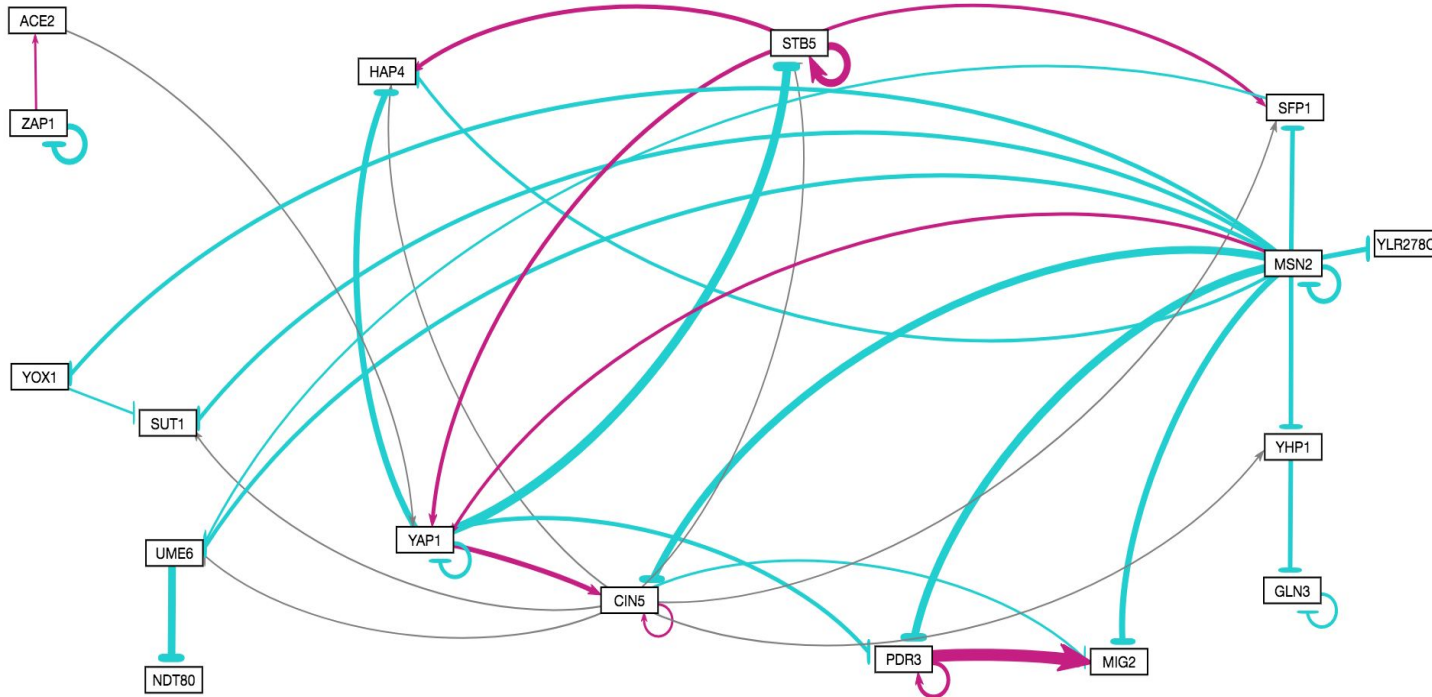 ACE2
STB5
HAP4
SFP1
ZAP1
YLR278C
MSN2
YOX1
SUT1
YHP1
YAP1
UME6
GLN3
CIN5
PDR3
MIG2
NDT80